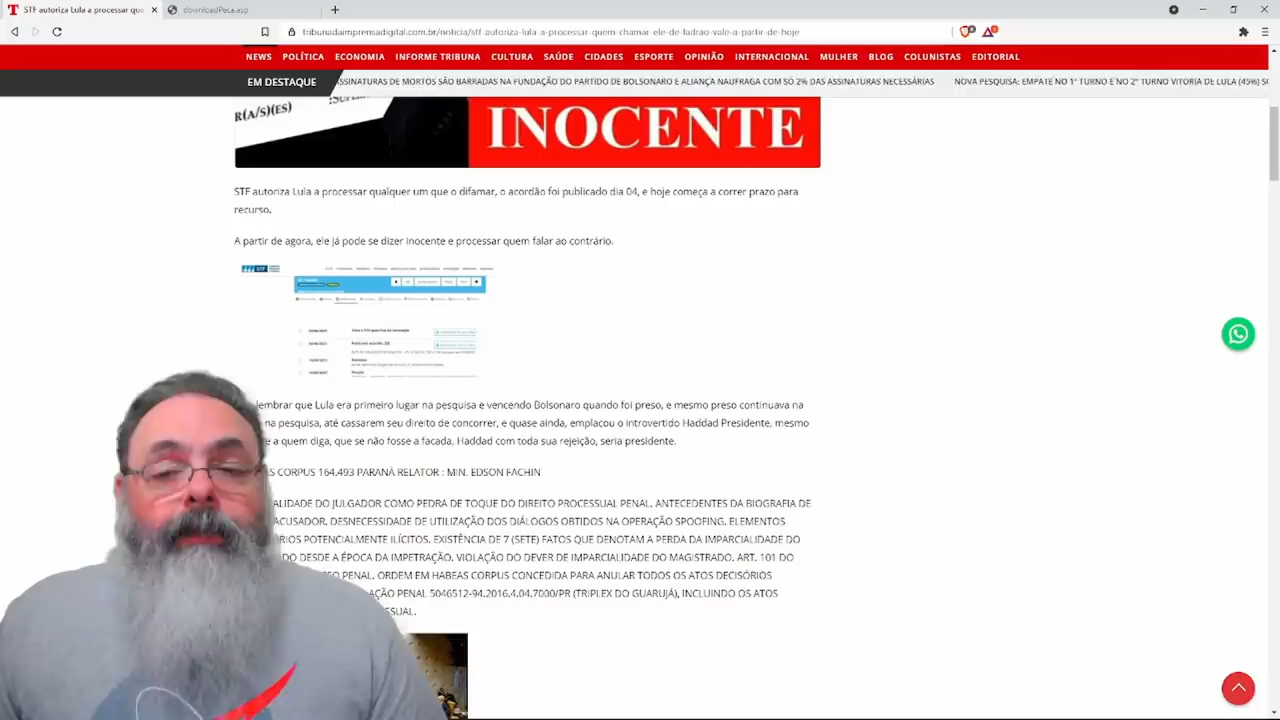 STF autoriza Lula a processar que
downloadPeca.asp
tribunadaimprensadigital.com.br/noticia/stf-autoriza-lula-a-processar-quem-chamar-ele-de-ladrao-vale-a-partir-de-hoje
NEWS POLÍTICA ECONOMIA INFORME TRIBUNA CULTURA SAÚDE CIDADES ESPORTE OPINIÃO INTERNACIONAL MULHER BLOG COLUNISTAS EDITORIAL
EM DESTAQUE ASSINATURAS DE MORTOS SÃO BARRADAS NA FUNDAÇÃO DO PARTIDO DE BOLSONARO E ALIANÇA NAUFRAGA COM SÓ 2% DAS ASSINATURAS NECESSÁRIAS NOVA PESQUISA: EMPATE NO 1º TURNO E NO 2º TURNO VITORIA DE LULA (45%)
R(A/S)(ES)
INOCENTE
STF autoriza Lula a processar qualquer um que o difamar, o acordão foi publicado dia 04, e hoje começa a correr prazo para
recurso.
A partir de agora, ele já pode se dizer Inocente e processar quem falar ao contrário.
STF
lembrar que Lula era primeiro lugar na pesquisa e vencendo Bolsonaro quando foi preso, e mesmo preso continuava na
na pesquisa, até cassarem seu direito de concorrer, e quase ainda, emplacou o introvertido Haddad Presidente, mesmo
e a quem diga, que se não fosse a facada, Haddad com toda sua rejeição, seria presidente.
CORPUS 164.493 PARANÁ RELATOR : MIN. EDSON FACHIN
ALIDADE DO JULGADOR COMO PEDRA DE TOQUE DO DIREITO PROCESSUAL PENAL. ANTECEDENTES DA BIOGRAFIA DE
ACUSADOR. DESNECESSIDADE DE UTILIZAÇÃO DOS DIÁLOGOS OBTIDOS NA OPERAÇÃO SPOOFING. ELEMENTOS
RIOS POTENCIALMENTE ILÍCITOS. EXISTÊNCIA DE 7 (SETE) FATOS QUE DENOTAM A PERDA DA IMPARCIALIDADE DO
DO DESDE A ÉPOCA DA IMPETRAÇÃO. VIOLAÇÃO DO DEVER DE IMPARCIALIDADE DO MAGISTRADO. ART. 101 DO
PENAL. ORDEM EM HABEAS CORPUS CONCEDIDA PARA ANULAR TODOS OS ATOS DECISÓRIOS
AÇÃO PENAL 5046512-94.2016.4.04.7000/PR (TRIPLEX DO GUARUJÁ), INCLUINDO OS ATOS
SUAL.